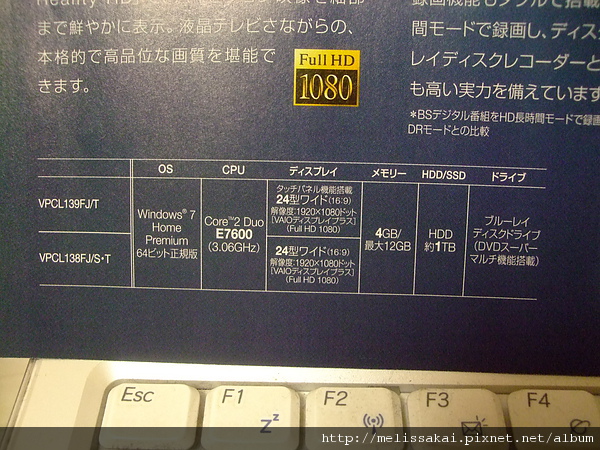 まで鮮やかに表示。液晶テレビさながらの、
本格的で高品位な画質を堪能で
きます。
Full HD
1080
間モードで録画し、ディス
レイディスクレコーダーと
も高い実力を備えています
*BSデジタル番組をHD長時間モードで録画
DRモードとの比較
OS CPU ディスプレイ メモリー HDD/SSD ドライブ
VPCL139FJ/T
VPCL138FJ/S・T
Windows® 7
Home
Premium
64ビット正規版
Core™2 Duo
E7600
(3.06GHz)
タッチパネル機能搭載
24型ワイド(16:9)
解像度:1920×1080ドット
[VAIOディスプレイプラス]
(Full HD 1080)
24型ワイド(16:9)
解像度:1920×1080ドット
[VAIOディスプレイプラス]
(Full HD 1080)
4GB/
最大12GB
HDD
約1TB
ブルーレイ
ディスクドライブ
(DVDスーパー
マルチ機能搭載)
Esc F1 F2 F3 F4
zz
http://melissakai.pixnet.net/album